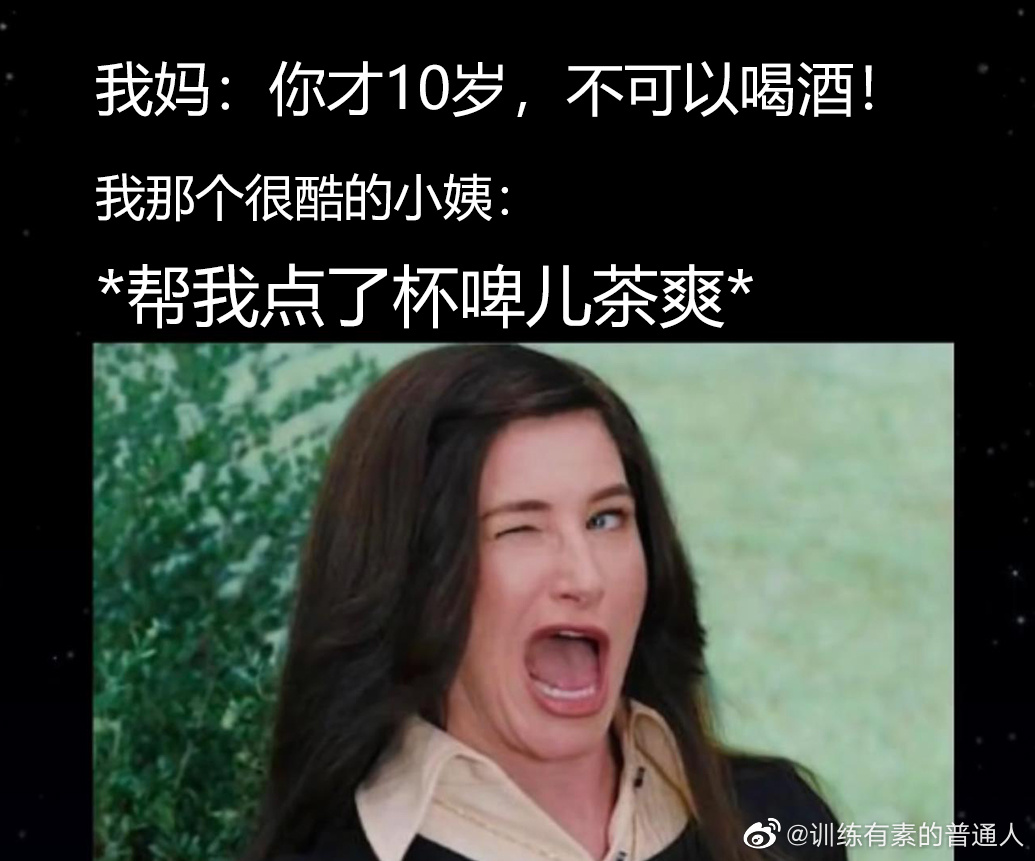 我妈：你才10岁，不可以喝酒！
我那个很酷的小姨：
*帮我点了杯啤儿茶爽*
@训练有素的普通人